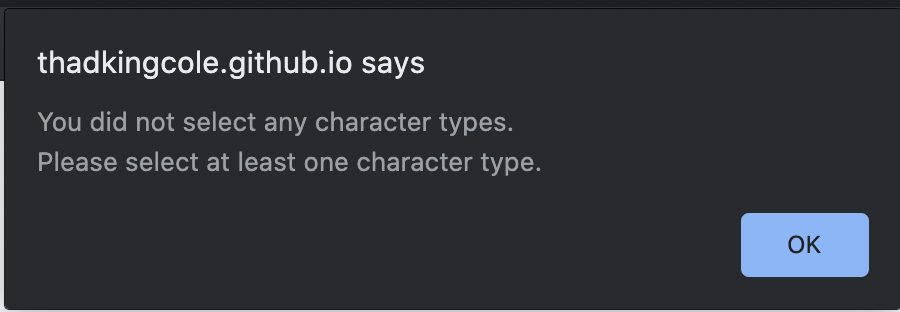 thadkingcole.github.io says
You did not select any character types.
Please select at least one character type.
OK